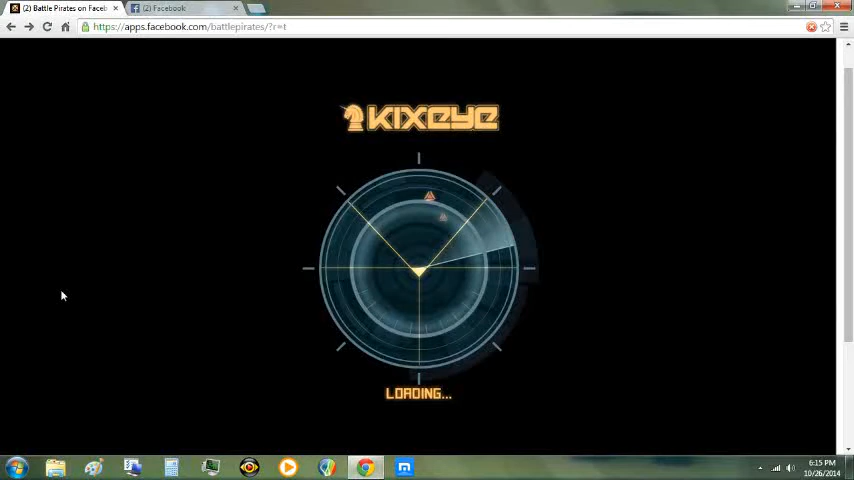 (2) Battle Pirates on Faceb
(2) Facebook
https://apps.facebook.com/battlepirates/?r=t
KIXEYE
LOADING...
6:15 PM
10/26/2014